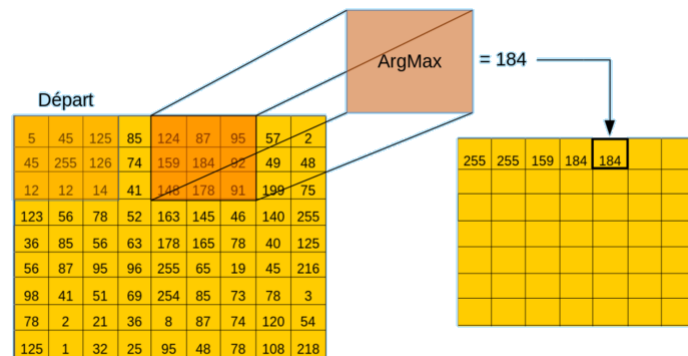 ArgMax
= 184
Départ
5 45 125 85 124 87 95 57 2
45 255 126 74 159 184 92 49 48
12 12 14 41 148 178 91 199 75
123 56 78 52 163 145 46 140 255
36 85 56 63 178 165 78 40 125
56 87 95 96 255 65 19 45 216
98 41 51 69 254 85 73 78 3
78 2 21 36 8 87 74 120 54
125 1 32 25 95 48 78 108 218
255 255 159 184 184